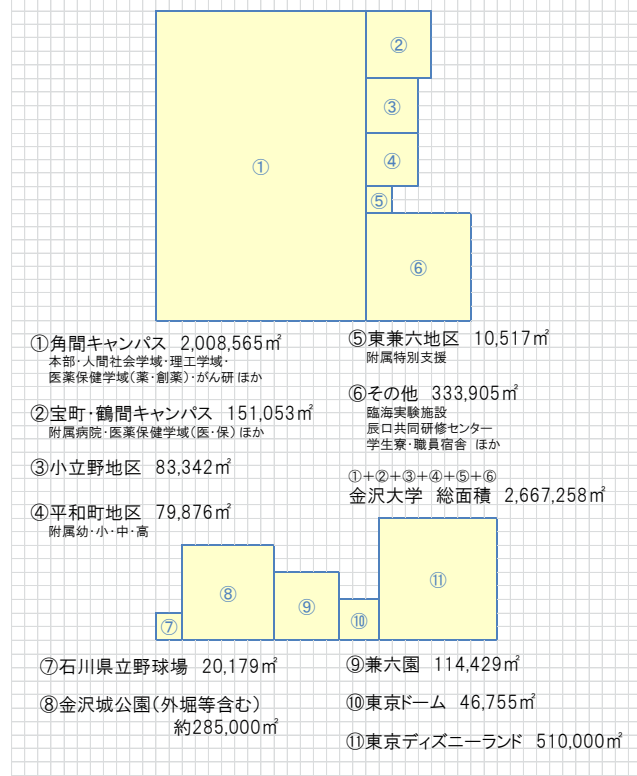 ①
②
③
④
⑤
⑥
①角間キャンパス 2,008,565㎡
本部・人間社会学域・理工学域・
医薬保健学域(薬・創薬)・がん研 ほか
②宝町・鶴間キャンパス 151,053㎡
附属病院・医薬保健学域(医・保) ほか
③小立野地区 83,342㎡
④平和町地区 79,876㎡
附属幼・小・中・高
⑤東兼六地区 10,517㎡
附属特別支援
⑥その他 333,905㎡
臨海実験施設
辰口共同研修センター
学生寮・職員宿舎 ほか
①+②+③+④+⑤+⑥
金沢大学 総面積 2,667,258㎡
⑦
⑧
⑨
⑩
⑪
⑦石川県立野球場 20,179㎡
⑧金沢城公園(外堀等含む)
約285,000㎡
⑨兼六園 114,429㎡
⑩東京ドーム 46,755㎡
⑪東京ディズニーランド 510,000㎡